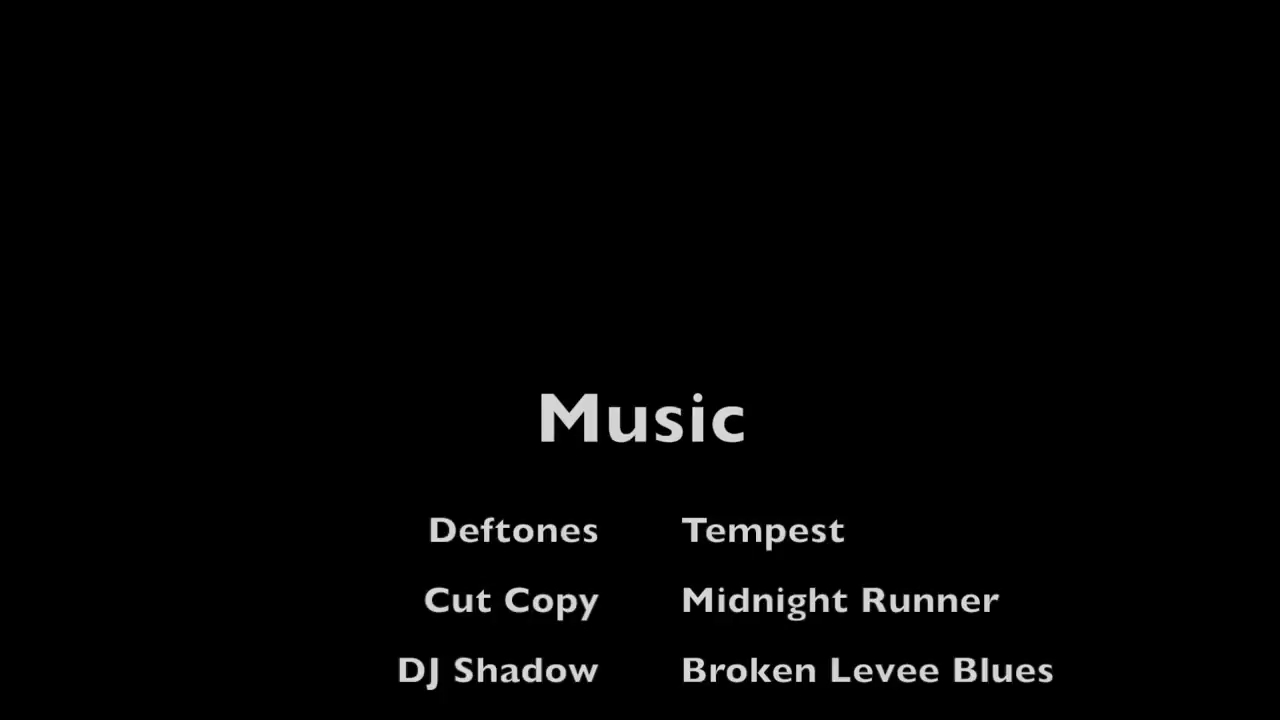 Music
Deftones Tempest
Cut Copy Midnight Runner
DJ Shadow Broken Levee Blues